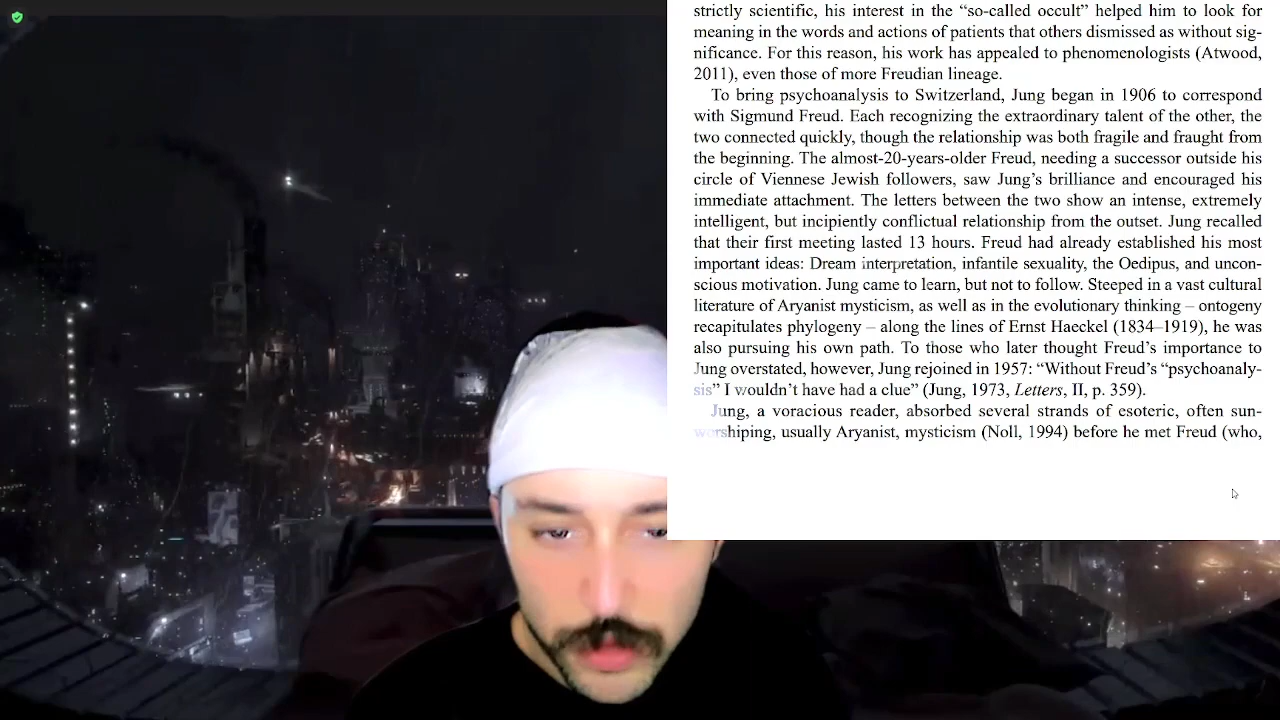 strictly scientific, his interest in the “so-called occult” helped him to look for
meaning in the words and actions of patients that others dismissed as without sig-
nificance. For this reason, his work has appealed to phenomenologists (Atwood,
2011), even those of more Freudian lineage.
To bring psychoanalysis to Switzerland, Jung began in 1906 to correspond
with Sigmund Freud. Each recognizing the extraordinary talent of the other, the
two connected quickly, though the relationship was both fragile and fraught from
the beginning. The almost-20-years-older Freud, needing a successor outside his
circle of Viennese Jewish followers, saw Jung’s brilliance and encouraged his
immediate attachment. The letters between the two show an intense, extremely
intelligent, but incipiently conflictual relationship from the outset. Jung recalled
that their first meeting lasted 13 hours. Freud had already established his most
important ideas: Dream interpretation, infantile sexuality, the Oedipus, and uncon-
scious motivation. Jung came to learn, but not to follow. Steeped in a vast cultural
literature of Aryanist mysticism, as well as in the evolutionary thinking – ontogeny
recapitulates phylogeny – along the lines of Ernst Haeckel (1834–1919), he was
also pursuing his own path. To those who later thought Freud’s importance to
Jung overstated, however, Jung rejoined in 1957: “Without Freud’s “psychoanaly-
sis” I wouldn’t have had a clue” (Jung, 1973, Letters, II, p. 359).
Jung, a voracious reader, absorbed several strands of esoteric, often sun-
worshiping, usually Aryanist, mysticism (Noll, 1994) before he met Freud (who,